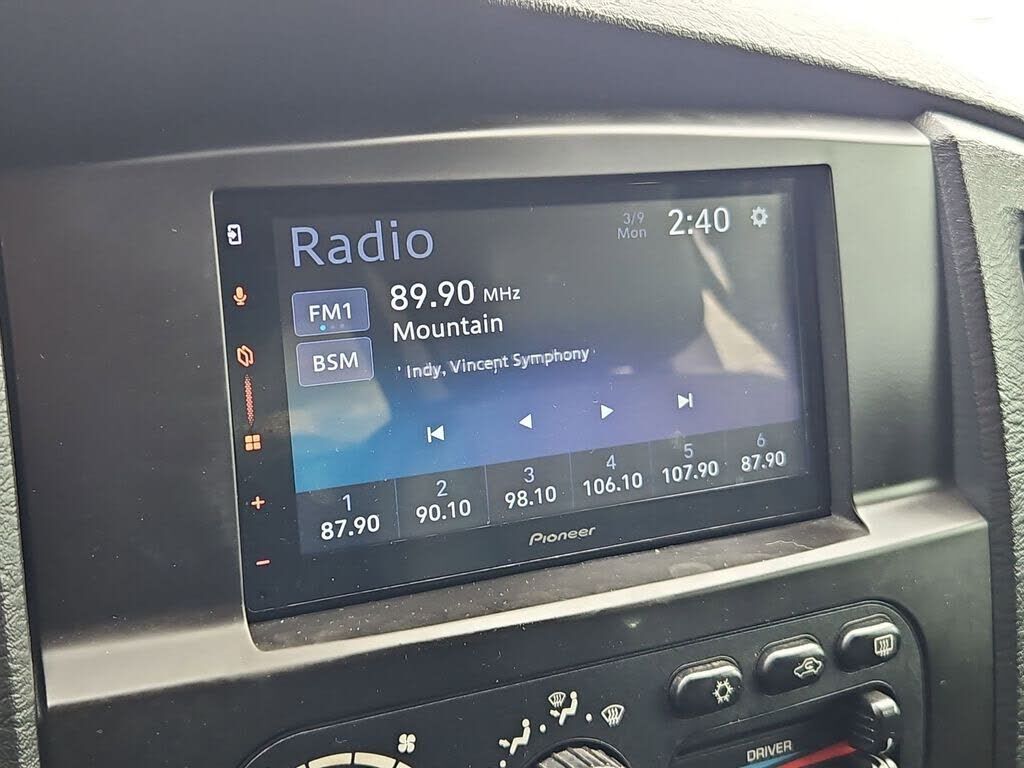 Radio
3/9
Mon
2:40
FM1
89.90 MHz
Mountain
BSM
' Indy, Vincent Symphony '
1
87.90
2
90.10
3
98.10
4
106.10
5
107.90
6
87.90
Pioneer
DRIVER